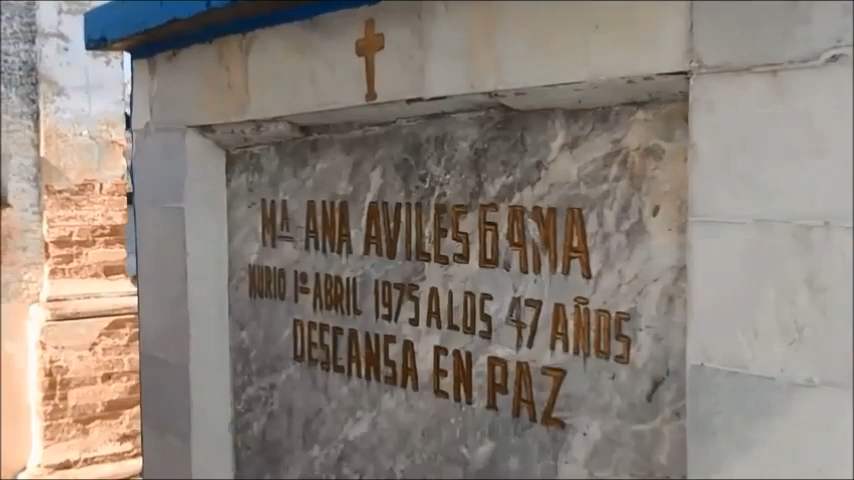 Mª ANA AVILES GAMA
MURIO 1º ABRIL 1975 A LOS 47 AÑOS
DESCANSA EN PAZ